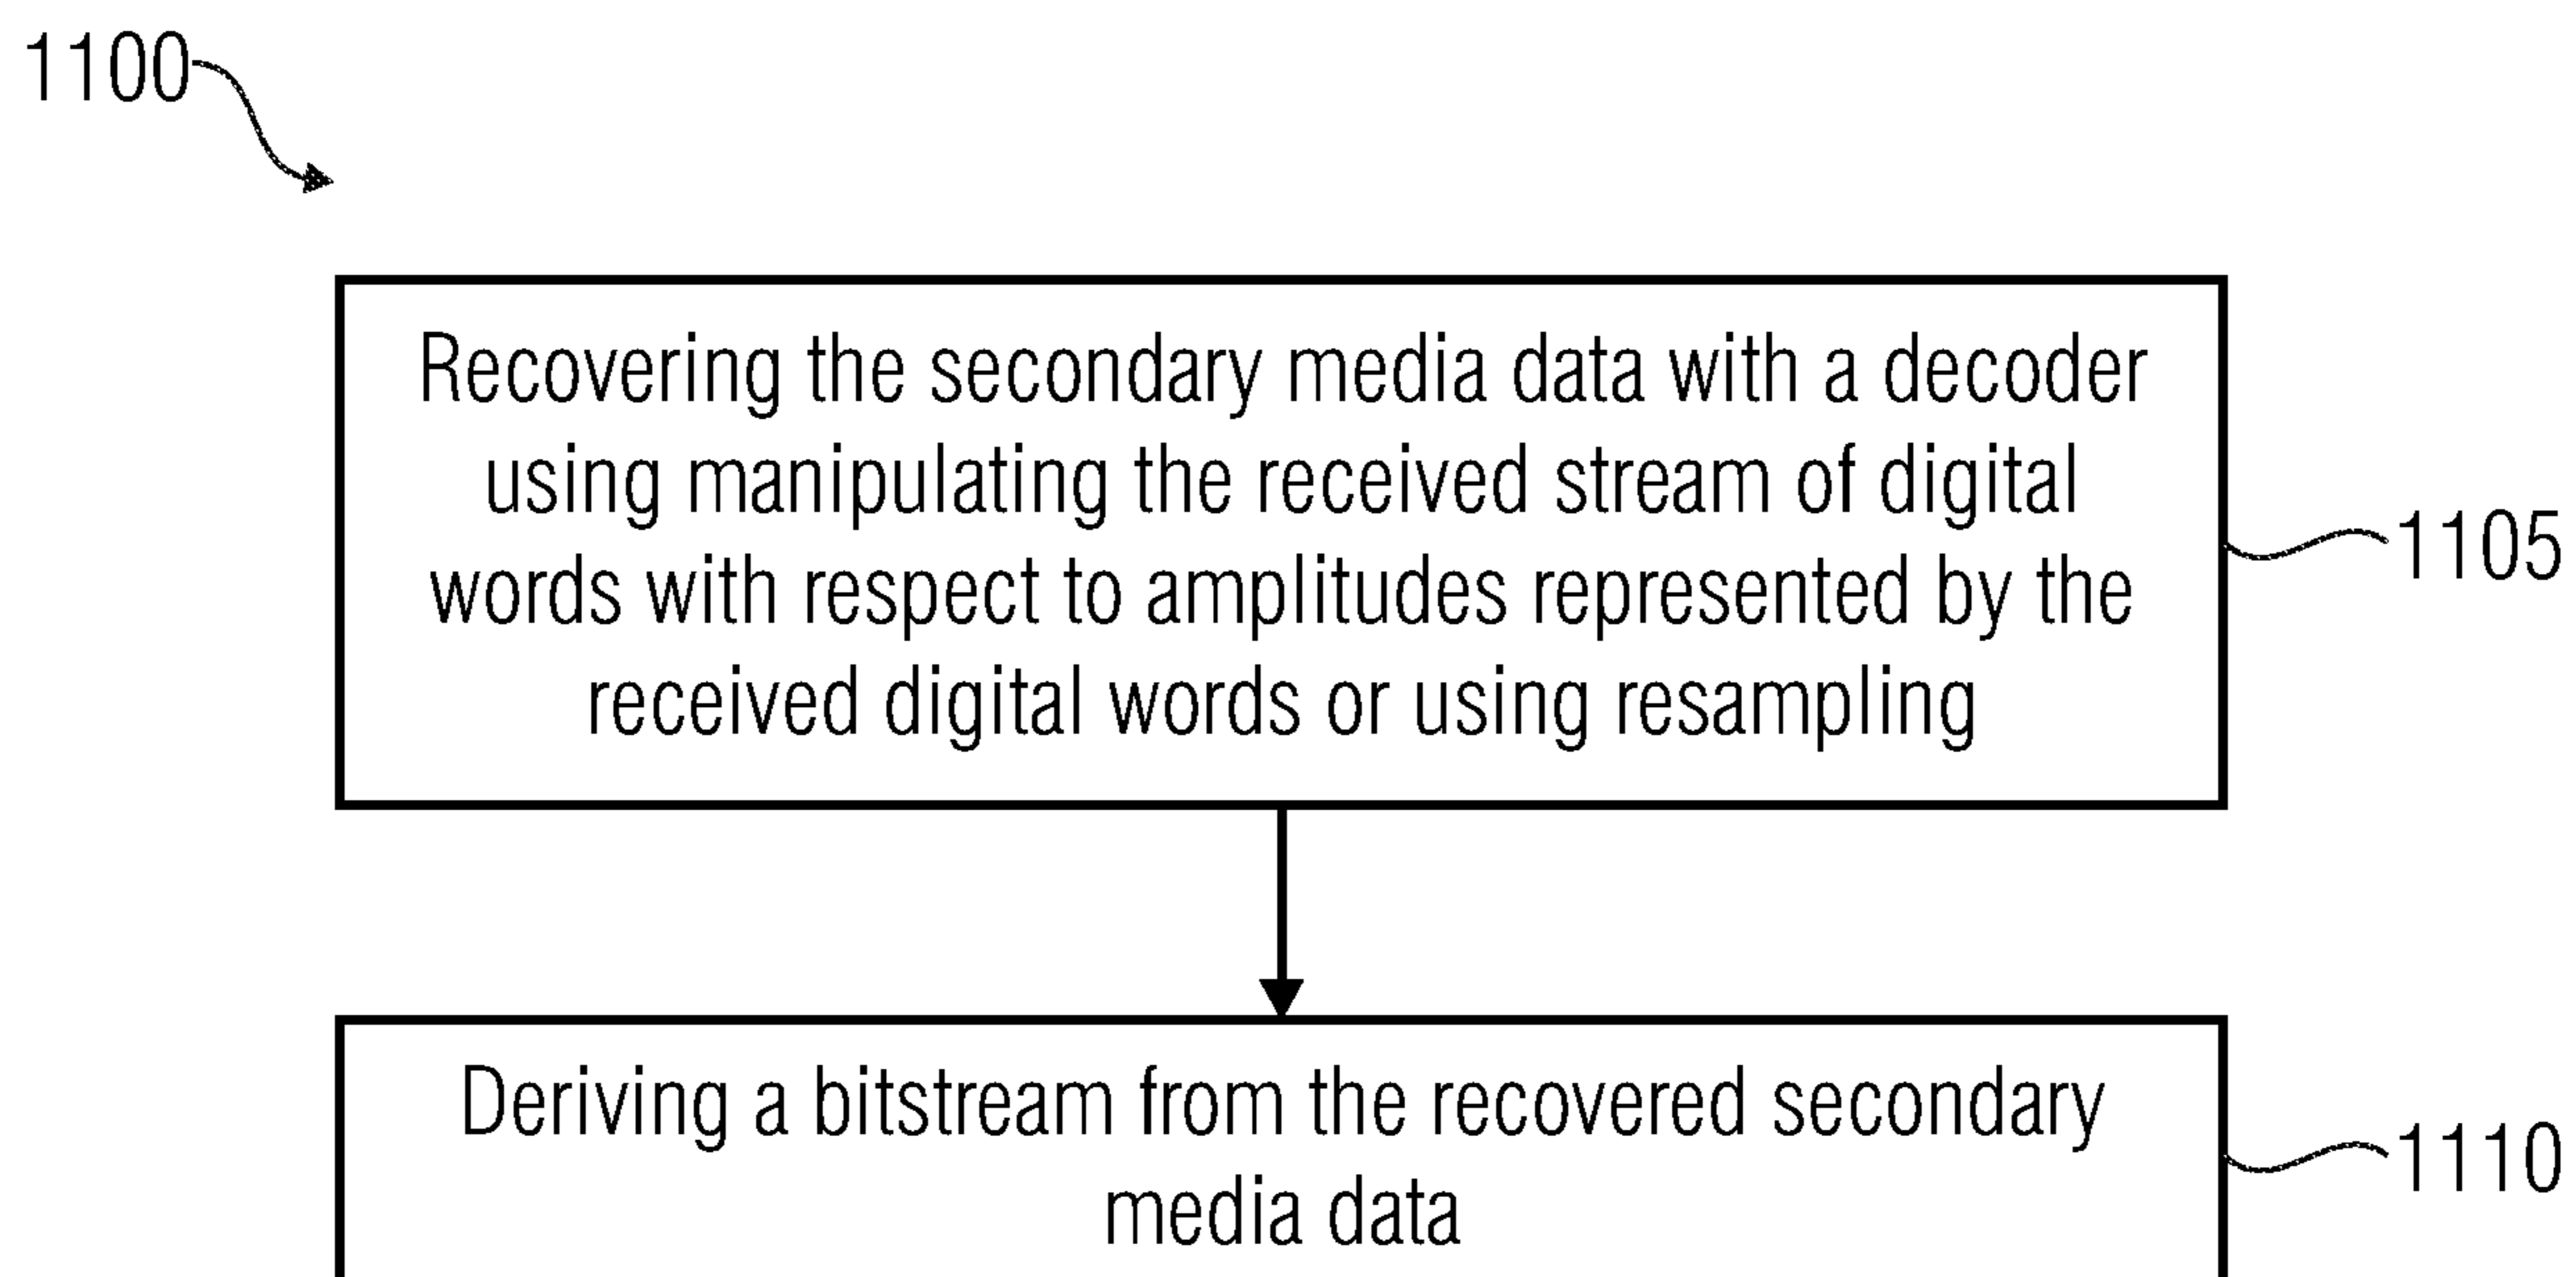 1100
Recovering the secondary media data with a decoder
using manipulating the received stream of digital
words with respect to amplitudes represented by the
received digital words or using resampling
1105
Deriving a bitstream from the recovered secondary
media data
1110